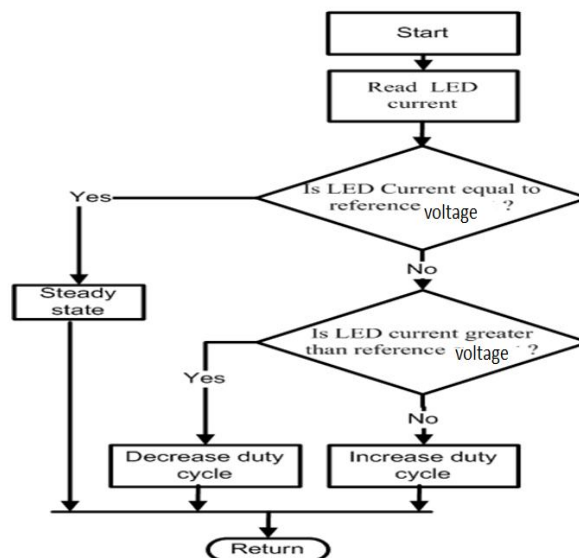 Start
Read LED
current
Is LED Current equal to
reference voltage ?
Yes
No
Steady
state
Is LED current greater
than reference voltage ?
Yes
No
Decrease duty
cycle
Increase duty
cycle
Return